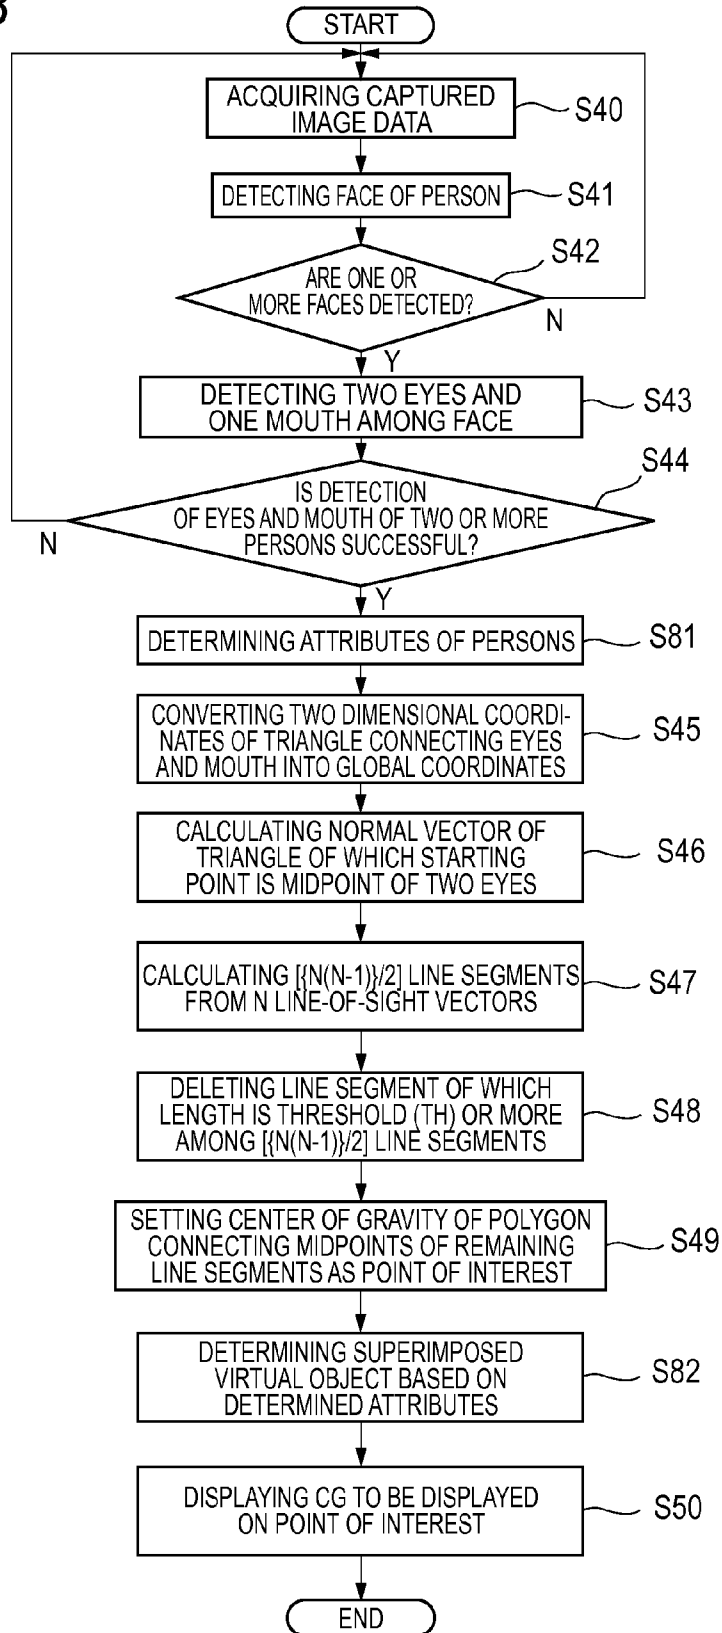 START
ACQUIRING CAPTURED
IMAGE DATA
S40
DETECTING FACE OF PERSON
S41
S42
ARE ONE OR
MORE FACES DETECTED?
N
Y
DETECTING TWO EYES AND
ONE MOUTH AMONG FACE
S43
S44
IS DETECTION
OF EYES AND MOUTH OF TWO OR MORE
PERSONS SUCCESSFUL?
N
Y
DETERMINING ATTRIBUTES OF PERSONS
S81
CONVERTING TWO DIMENSIONAL COORDI-
NATES OF TRIANGLE CONNECTING EYES
AND MOUTH INTO GLOBAL COORDINATES
S45
CALCULATING NORMAL VECTOR OF
TRIANGLE OF WHICH STARTING
POINT IS MIDPOINT OF TWO EYES
S46
CALCULATING [{N(N-1)}/2] LINE SEGMENTS
FROM N LINE-OF-SIGHT VECTORS
S47
DELETING LINE SEGMENT OF WHICH
LENGTH IS THRESHOLD (TH) OR MORE
AMONG [{N(N-1)}/2] LINE SEGMENTS
S48
SETTING CENTER OF GRAVITY OF POLYGON
CONNECTING MIDPOINTS OF REMAINING
LINE SEGMENTS AS POINT OF INTEREST
S49
DETERMINING SUPERIMPOSED
VIRTUAL OBJECT BASED ON
DETERMINED ATTRIBUTES
S82
DISPLAYING CG TO BE DISPLAYED
ON POINT OF INTEREST
S50
END